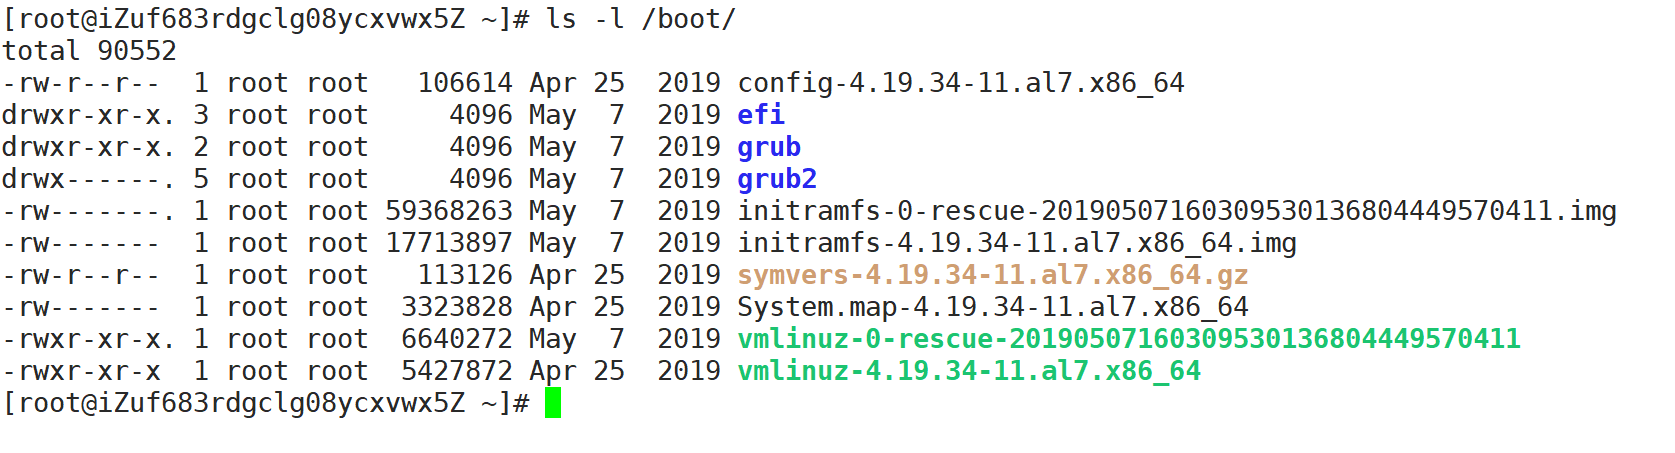 [root@iZuf683rdgclg08ycxvwx5Z ~]# ls -l /boot/
total 90552
-rw-r--r--  1 root root   106614 Apr 25  2019 config-4.19.34-11.al7.x86_64
drwxr-xr-x. 3 root root     4096 May  7  2019 efi
drwxr-xr-x. 2 root root     4096 May  7  2019 grub
drwx------. 5 root root     4096 May  7  2019 grub2
-rw-------. 1 root root 59368263 May  7  2019 initramfs-0-rescue-20190507160309530136804449570411.img
-rw-------  1 root root 17713897 May  7  2019 initramfs-4.19.34-11.al7.x86_64.img
-rw-r--r--  1 root root   113126 Apr 25  2019 symvers-4.19.34-11.al7.x86_64.gz
-rw-------  1 root root  3323828 Apr 25  2019 System.map-4.19.34-11.al7.x86_64
-rwxr-xr-x. 1 root root  6640272 May  7  2019 vmlinuz-0-rescue-20190507160309530136804449570411
-rwxr-xr-x  1 root root  5427872 Apr 25  2019 vmlinuz-4.19.34-11.al7.x86_64
[root@iZuf683rdgclg08ycxvwx5Z ~]#